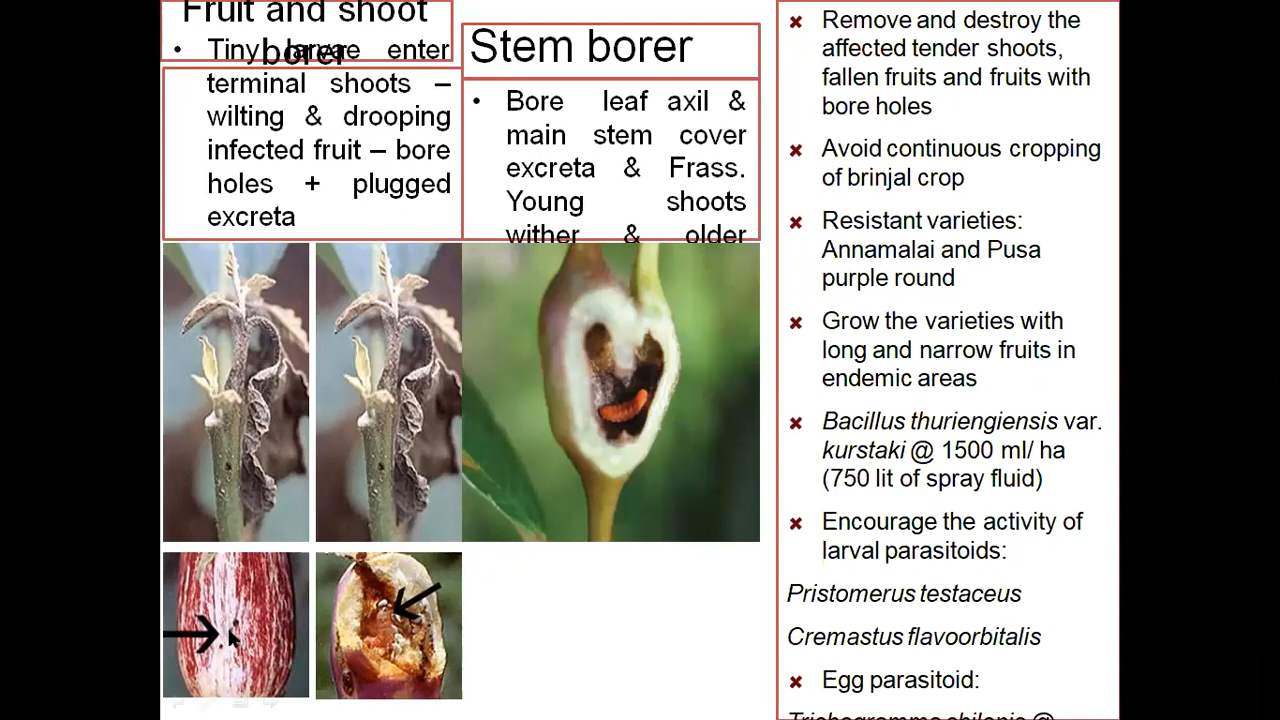 Fruit and shoot
borer
• Tiny larvae enter
terminal shoots –
wilting & drooping
infected fruit – bore
holes + plugged
excreta
Stem borer
• Bore leaf axil &
main stem cover
excreta & Frass.
Young shoots
wither & older
Remove and destroy the
affected tender shoots,
fallen fruits and fruits with
bore holes
Avoid continuous cropping
of brinjal crop
Resistant varieties:
Annamalai and Pusa
purple round
Grow the varieties with
long and narrow fruits in
endemic areas
Bacillus thuriengiensis var.
kurstaki @ 1500 ml/ ha
(750 lit of spray fluid)
Encourage the activity of
larval parasitoids:
Pristomerus testaceus
Cremastus flavoorbitalis
Egg parasitoid:
Trichogramma chilonis @